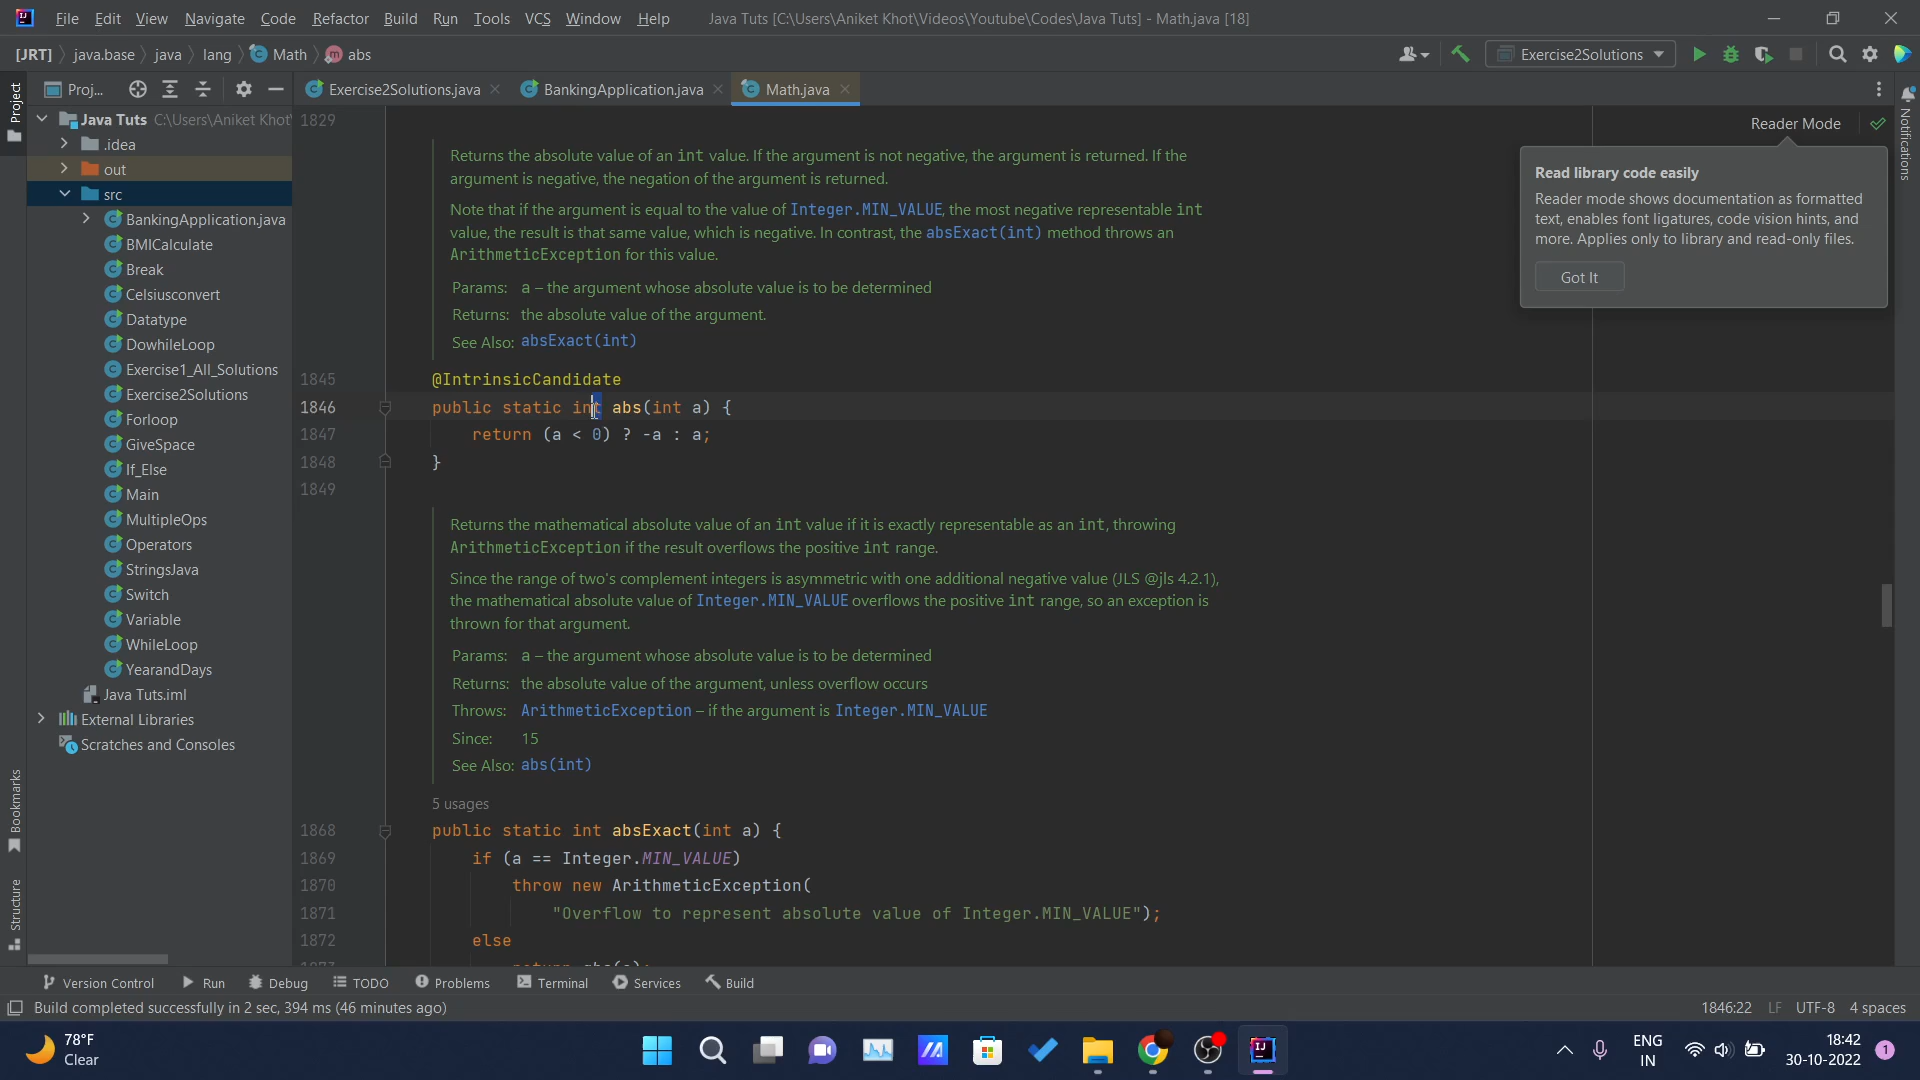 File Edit View Navigate Code Refactor Build Run Tools VCS Window Help Java Tuts [C:\Users\Aniket Khot\Videos\Youtube\Codes\Java Tuts] - Math.java [18]
[JRT] java.base java lang Math abs Exercise2Solutions
Proj... Exercise2Solutions.java BankingApplication.java Math.java
Project
Java Tuts C:\Users\Aniket Khot\
.idea
out
src
BankingApplication.java
BMICalculate
Break
Celsiusconvert
Datatype
DowhileLoop
Exercise1_All_Solutions
Exercise2Solutions
Forloop
GiveSpace
If_Else
Main
MultipleOps
Operators
StringsJava
Switch
Variable
WhileLoop
YearandDays
Java Tuts.iml
External Libraries
Scratches and Consoles
Bookmarks
Structure
1829
Returns the absolute value of an int value. If the argument is not negative, the argument is returned. If the
argument is negative, the negation of the argument is returned.
Note that if the argument is equal to the value of Integer.MIN_VALUE, the most negative representable int
value, the result is that same value, which is negative. In contrast, the absExact(int) method throws an
ArithmeticException for this value.
Params: a – the argument whose absolute value is to be determined
Returns: the absolute value of the argument.
See Also: absExact(int)
1845 @IntrinsicCandidate
1846 public static int abs(int a) {
1847 return (a < 0) ? -a : a;
1848 }
1849
Returns the mathematical absolute value of an int value if it is exactly representable as an int, throwing
ArithmeticException if the result overflows the positive int range.
Since the range of two's complement integers is asymmetric with one additional negative value (JLS @jls 4.2.1),
the mathematical absolute value of Integer.MIN_VALUE overflows the positive int range, so an exception is
thrown for that argument.
Params: a – the argument whose absolute value is to be determined
Returns: the absolute value of the argument, unless overflow occurs
Throws: ArithmeticException – if the argument is Integer.MIN_VALUE
Since: 15
See Also: abs(int)
5 usages
1868 public static int absExact(int a) {
1869 if (a == Integer.MIN_VALUE)
1870 throw new ArithmeticException(
1871 "Overflow to represent absolute value of Integer.MIN_VALUE");
1872 else
Reader Mode
Read library code easily
Reader mode shows documentation as formatted
text, enables font ligatures, code vision hints, and
more. Applies only to library and read-only files.
Got It
Notifications
Version Control Run Debug TODO Problems Terminal Services Build
Build completed successfully in 2 sec, 394 ms (46 minutes ago) 1846:22 LF UTF-8 4 spaces
78°F
Clear
ENG
IN
18:42
30-10-2022
1